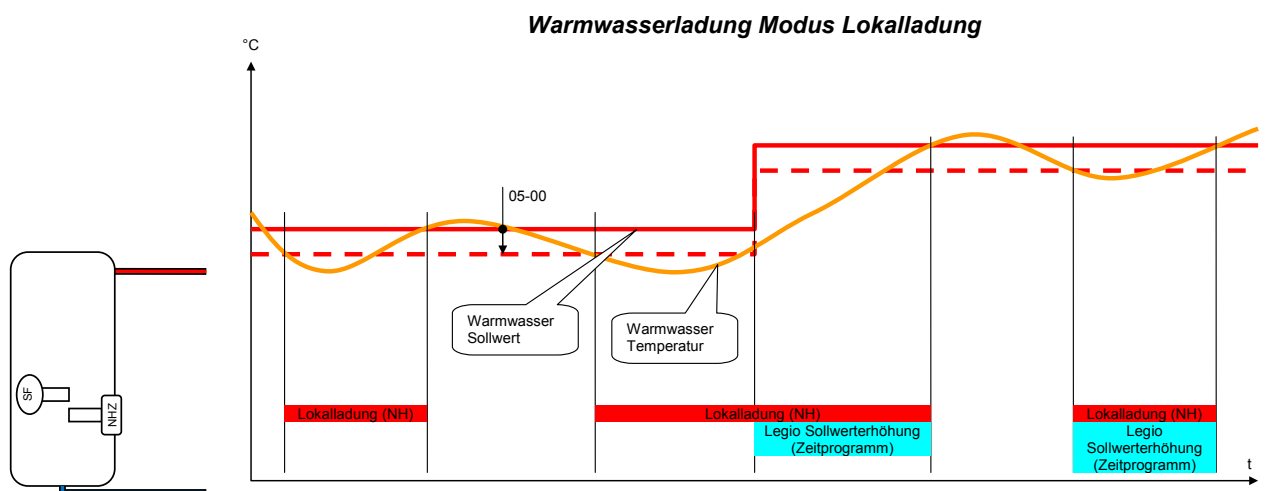 Warmwasserladung Modus Lokalladung
°C
05-00
Warmwasser
Sollwert
Warmwasser
Temperatur
SF
NHZ
Lokalladung (NH)
Lokalladung (NH)
Lokalladung (NH)
Legio Sollwerterhöhung
(Zeitprogramm)
Legio
Sollwerterhöhung
(Zeitprogramm)
t